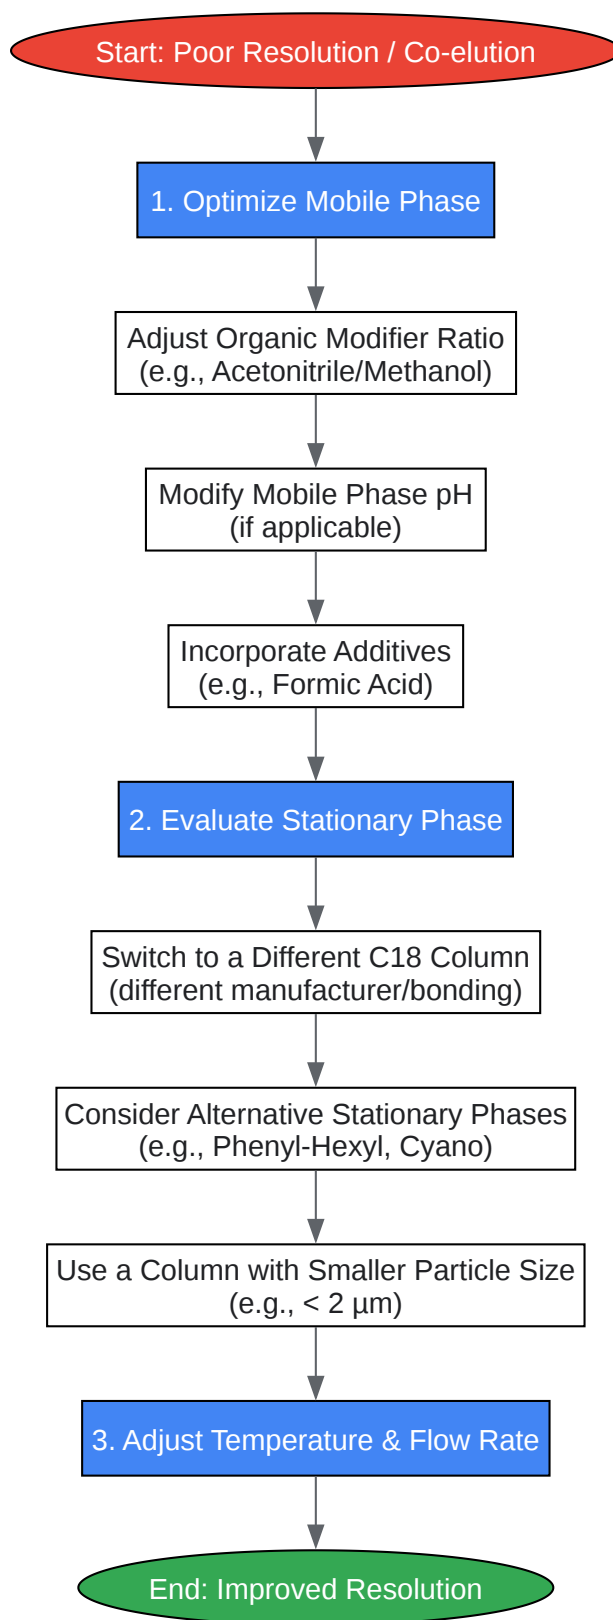 Start: Poor Resolution / Co-elution
1. Optimize Mobile Phase
Adjust Organic Modifier Ratio
(e.g., Acetonitrile/Methanol)
Modify Mobile Phase pH
(if applicable)
Incorporate Additives
(e.g., Formic Acid)
2. Evaluate Stationary Phase
Switch to a Different C18 Column
(different manufacturer/bonding)
Consider Alternative Stationary Phases
(e.g., Phenyl-Hexyl, Cyano)
Use a Column with Smaller Particle Size
(e.g., < 2 µm)
3. Adjust Temperature & Flow Rate
End: Improved Resolution